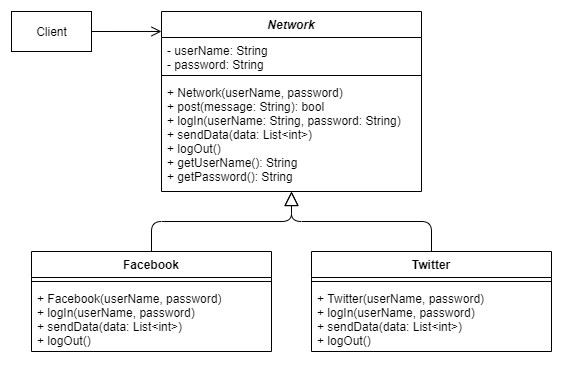 Client
Network
- userName: String
- password: String
+ Network(userName, password)
+ post(message: String): bool
+ logIn(userName: String, password: String)
+ sendData(data: List<int>)
+ logOut()
+ getUserName(): String
+ getPassword(): String
Facebook
+ Facebook(userName, password)
+ logIn(userName, password)
+ sendData(data: List<int>)
+ logOut()
Twitter
+ Twitter(userName, password)
+ logIn(userName, password)
+ sendData(data: List<int>)
+ logOut()